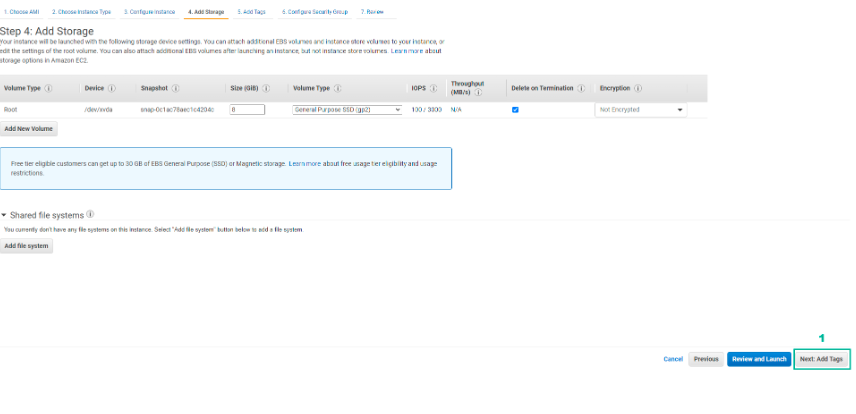 1. Choose AMI 2. Choose Instance Type 3. Configure Instance 4. Add Storage 5. Add Tags 6. Configure Security Group 7. Review
Step 4: Add Storage
Your instance will be launched with the following storage device settings. You can attach additional EBS volumes and instance store volumes to your instance, or
edit the settings of the root volume. You can also attach additional EBS volumes after launching an instance, but not instance store volumes. Learn more about
storage options in Amazon EC2.
Volume Type Device Snapshot Size (GiB) Volume Type IOPS Throughput (MB/s) Delete on Termination Encryption
Root /dev/xvda 8 General Purpose SSD (gp2) 100 / 3000 N/A Not Encrypted
Add New Volume
Free tier eligible customers can get up to 30 GB of EBS General Purpose (SSD) or Magnetic storage. Learn more about free usage tier eligibility and usage
restrictions.
Shared file systems
You currently don't have any file systems on this instance. Select "Add file system" button below to add a file system.
Add file system
1
Cancel Previous Review and Launch Next: Add Tags